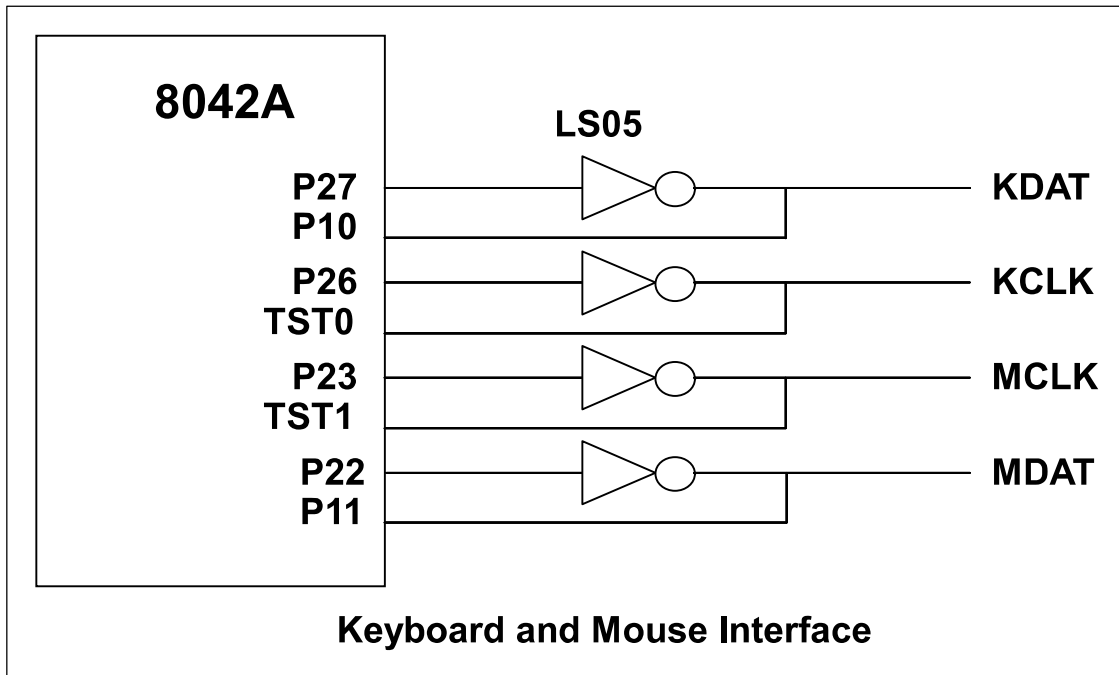 8042A
LS05
P27
KDAT
P10
P26
KCLK
TST0
P23
MCLK
TST1
P22
MDAT
P11
Keyboard and Mouse Interface